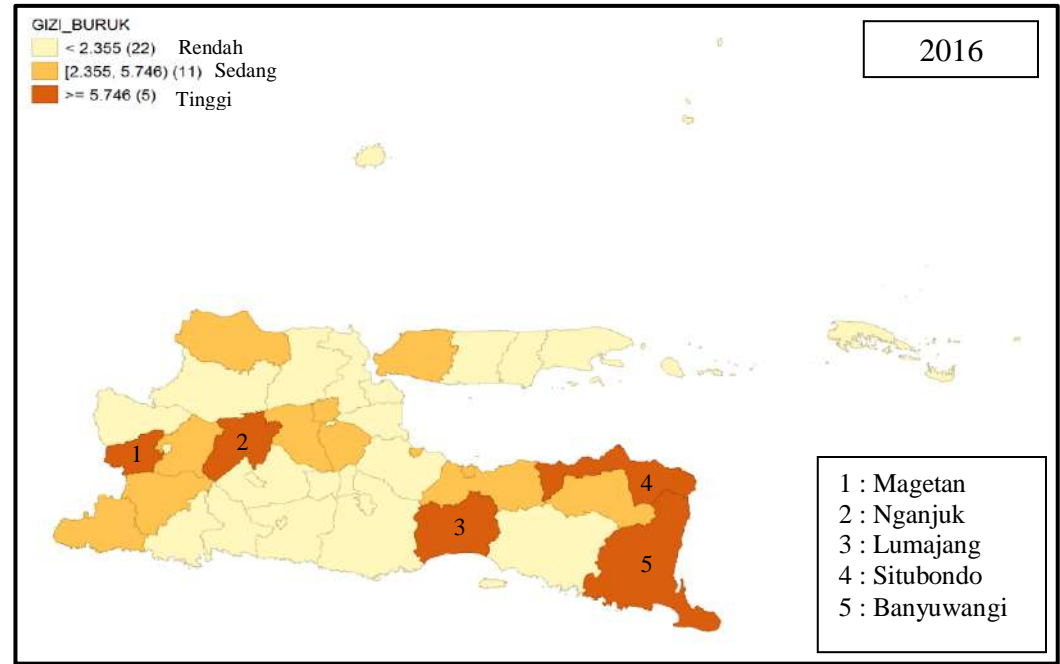 GIZI_BURUK
< 2.355 (22) Rendah
[2.355, 5.746) (11) Sedang
>= 5.746 (5) Tinggi
2016
1
2
3
4
5
1 : Magetan
2 : Nganjuk
3 : Lumajang
4 : Situbondo
5 : Banyuwangi